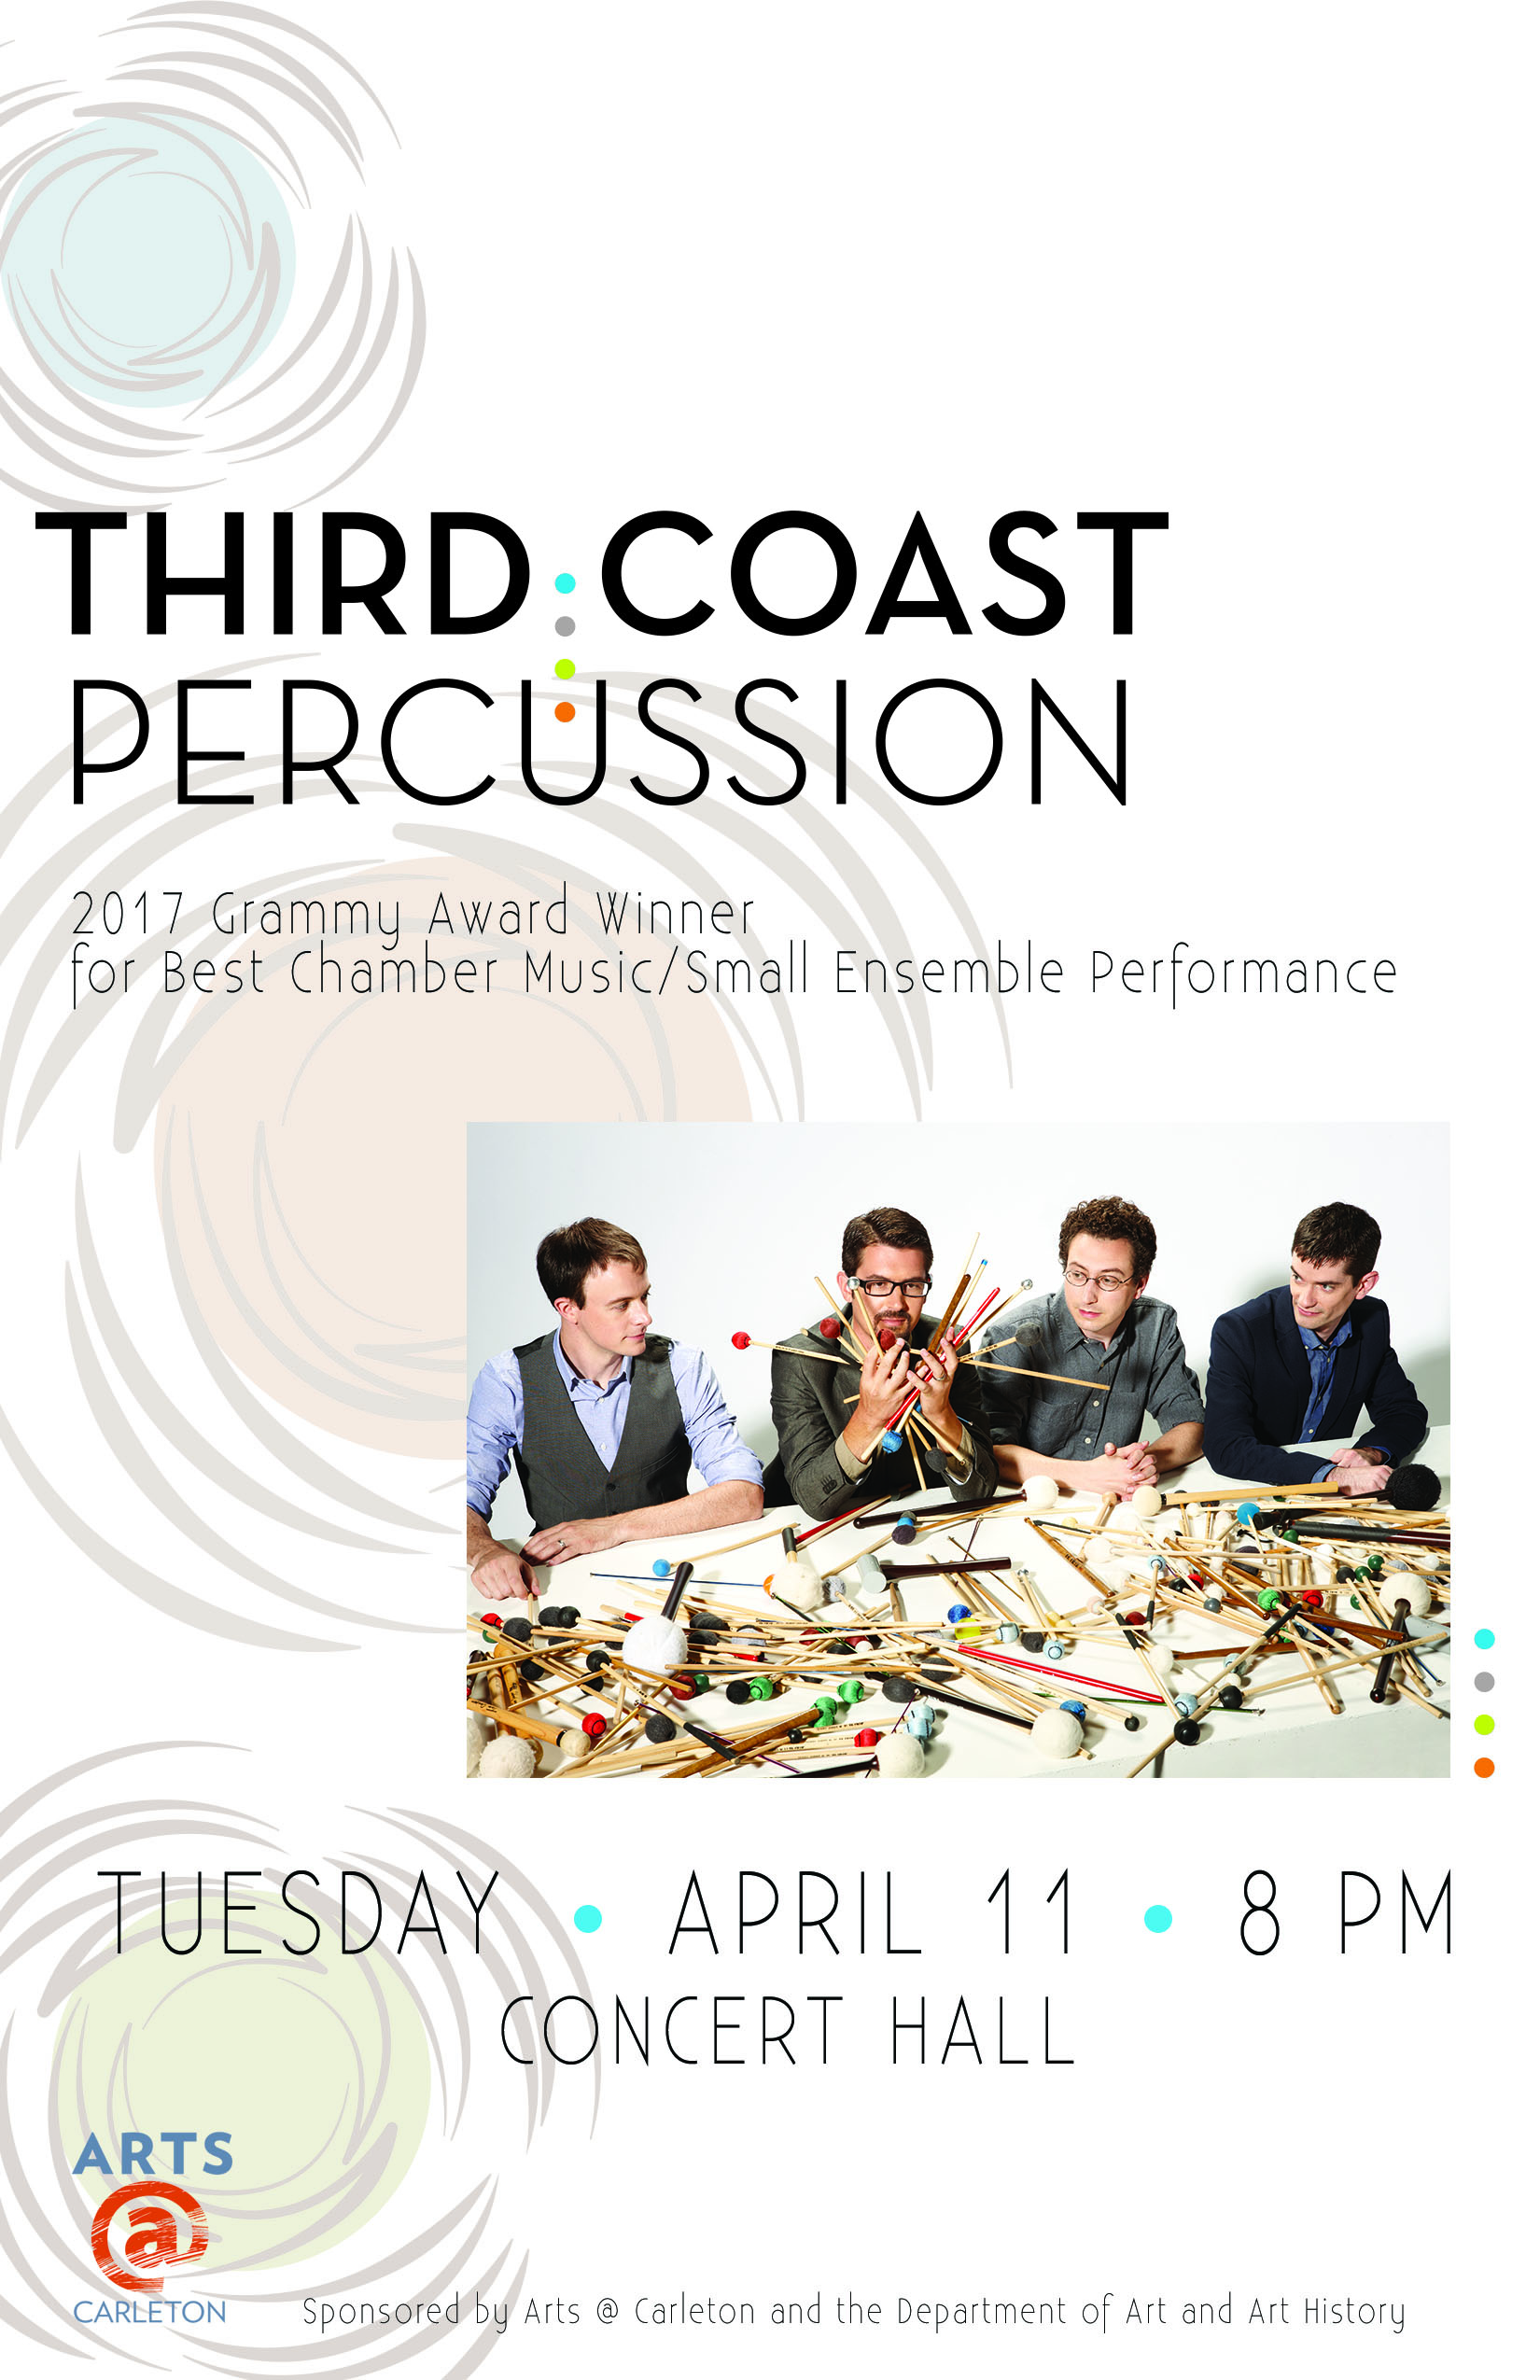 THIRD COAST
PERCUSSION
2017 Grammy Award Winner
for Best Chamber Music/Small Ensemble Performance
TUESDAY • APRIL 11 • 8 PM
CONCERT HALL
ARTS
@
CARLETON
Sponsored by Arts @ Carleton and the Department of Art and Art History